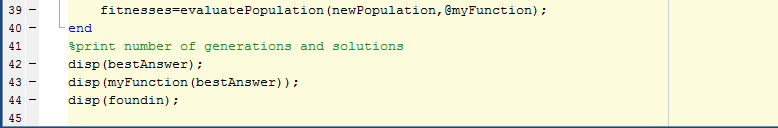 39 - fitnesses=evaluatePopulation(newPopulation,@myFunction);
40 - end
41 %print number of generations and solutions
42 - disp(bestAnswer);
43 - disp(myFunction(bestAnswer));
44 - disp(foundin);
45